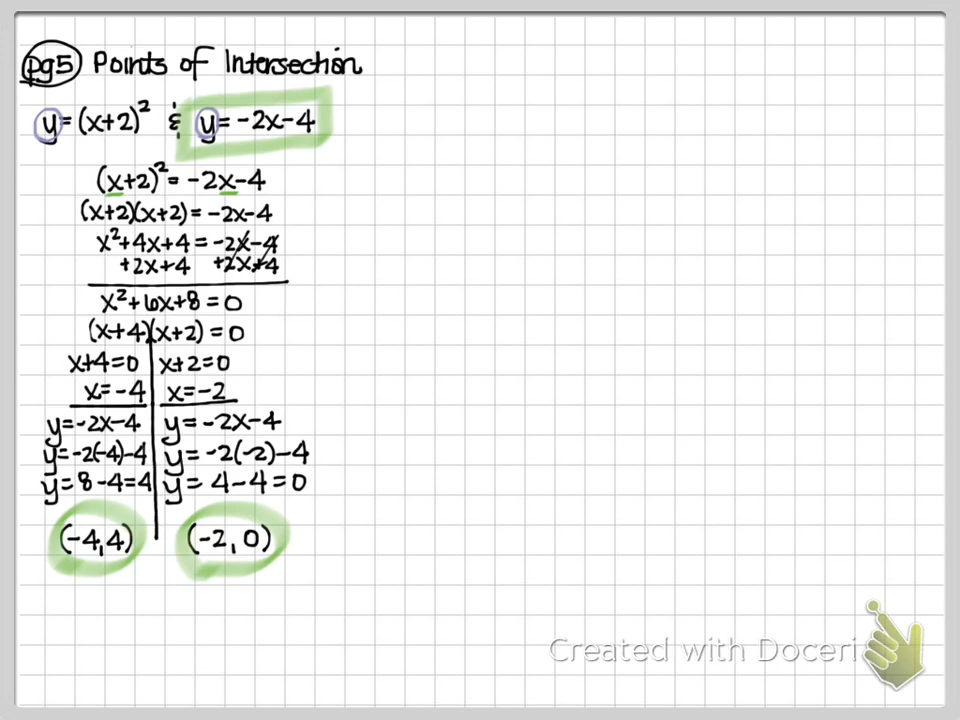 pg5 Points of Intersection
y=(x+2)² & y=-2x-4
(x+2)²=-2x-4
(x+2)(x+2)=-2x-4
x²+4x+4=-2x-4
+2x+4 +2x+4
x²+6x+8=0
(x+4)(x+2)=0
x+4=0 x+2=0
x=-4 x=-2
y=-2x-4 y=-2x-4
y=-2(-4)-4 y=-2(-2)-4
y=8-4=4 y=4-4=0
(-4,4) (-2,0)
Created with Doceri